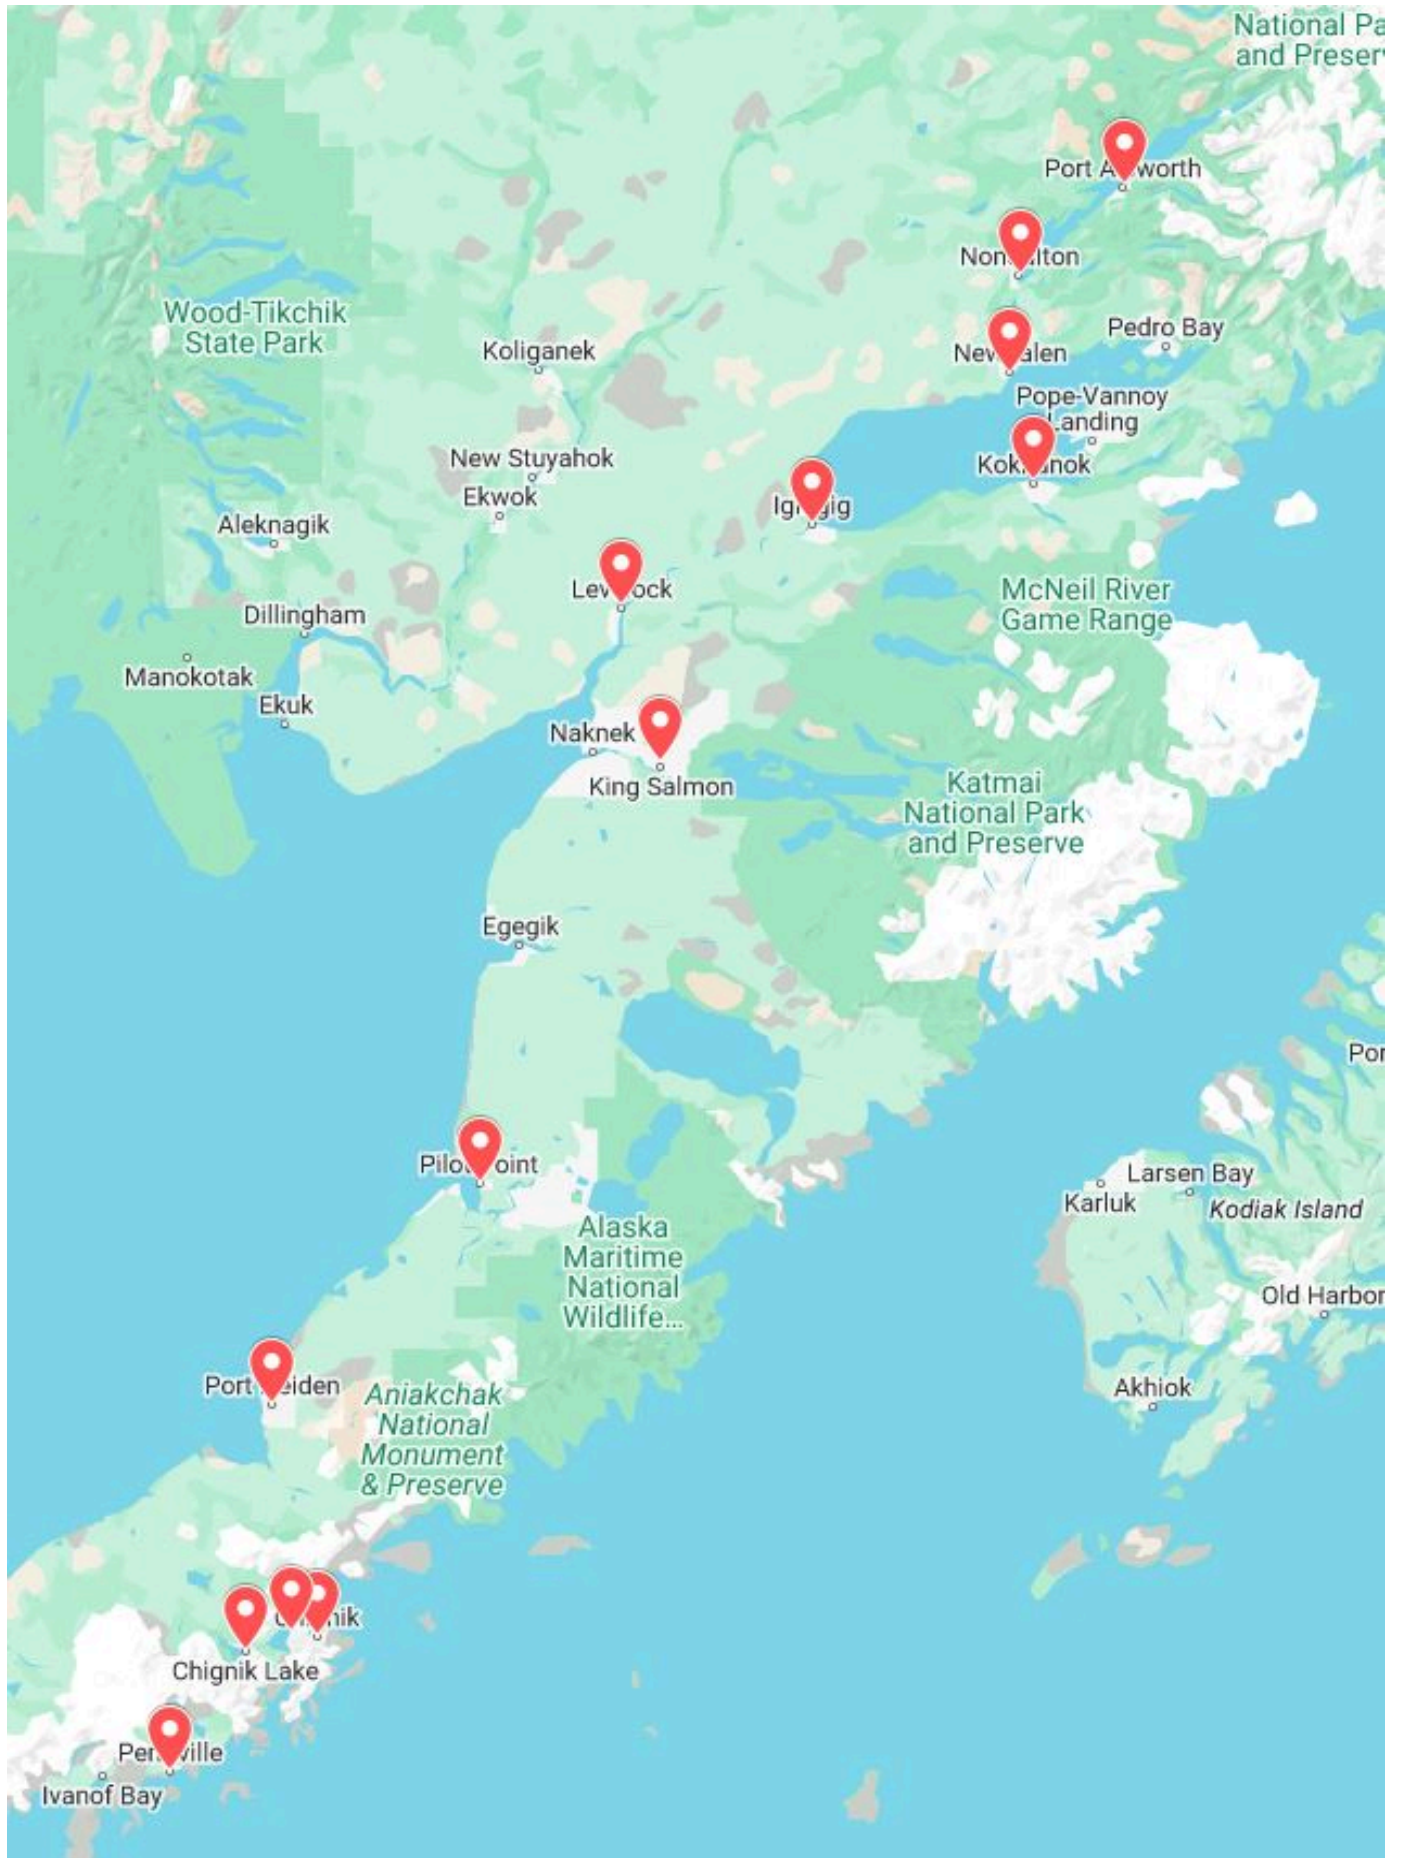 National Pa
and Preser
Port A worth
Non lton
Wood-Tikchik
State Park
Pedro Bay
Koliganek
New alen
Pope-Vannoy
Landing
New Stuyahok
Kok anok
Ekwok
Ig gig
Aleknagik
Lev ock
McNeil River
Game Range
Dillingham
Manokotak
Ekuk
Naknek
King Salmon
Katmai
National Park
and Preserve
Egegik
Por
Pilot oint
Larsen Bay
Karluk
Kodiak Island
Alaska
Maritime
National
Wildlife...
Old Harbor
Port eiden
Aniakchak
National
Monument
& Preserve
Akhiok
nik
Chignik Lake
Per ville
Ivanof Bay